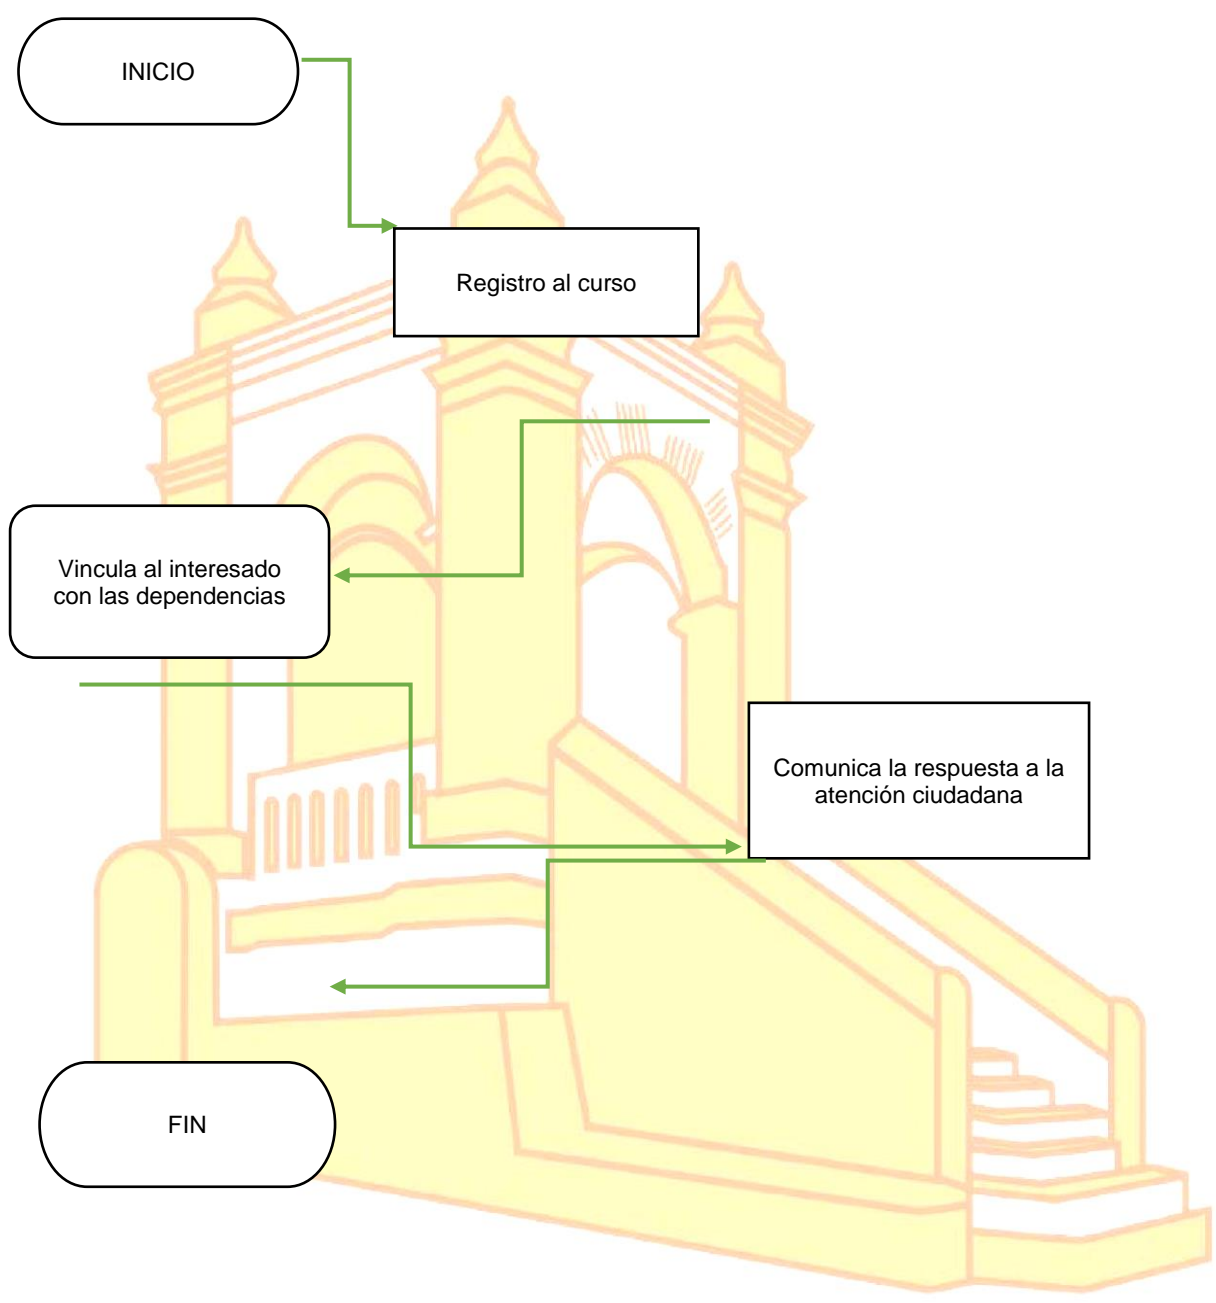 INICIO
Registro al curso
Vincula al interesado
con las dependencias
Comunica la respuesta a la
atención ciudadana
FIN